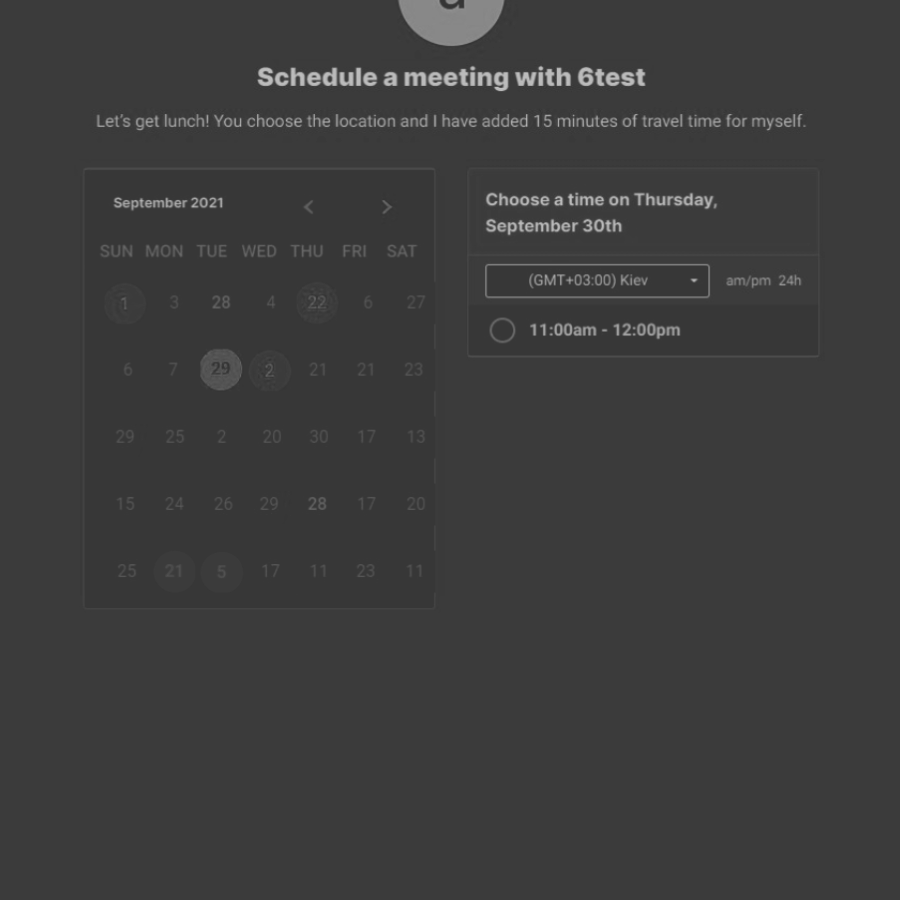 Schedule a meeting with 6test
Let's get lunch! You choose the location and I have added 15 minutes of travel time for myself.
September 2021 < >
SUN MON TUE WED THU FRI SAT
1 3 28 4 22 6 27
6 7 29 2 21 21 23
29 25 2 20 30 17 13
15 24 26 29 28 17 20
25 21 5 17 11 23 11
Choose a time on Thursday,
September 30th
(GMT+03:00) Kiev am/pm 24h
11:00am - 12:00pm